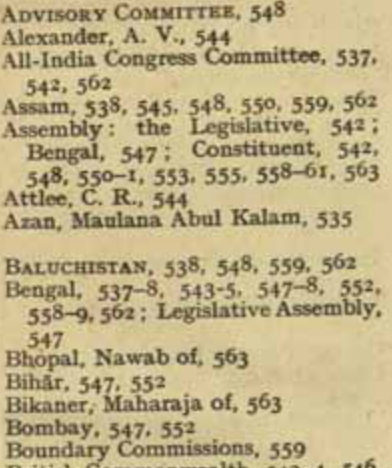 ADVISORY COMMITTEE, 548
Alexander, A. V., 544
All-India Congress Committee, 537,
542, 562
Assam, 538, 545, 548, 550, 559, 562
Assembly: the Legislative, 542;
Bengal, 547; Constituent, 542,
548, 550-1, 553, 555, 558-61, 563
Attlee, C. R., 544
Azan, Maulana Abul Kalam, 535
BALUCHISTAN, 538, 548, 559, 562
Bengal, 537-8, 543-5, 547-8, 552,
558-9, 562; Legislative Assembly,
547
Bhopal, Nawab of, 563
Bihār, 547, 552
Bikaner, Maharaja of, 563
Bombay, 547, 552
Boundary Commissions, 559